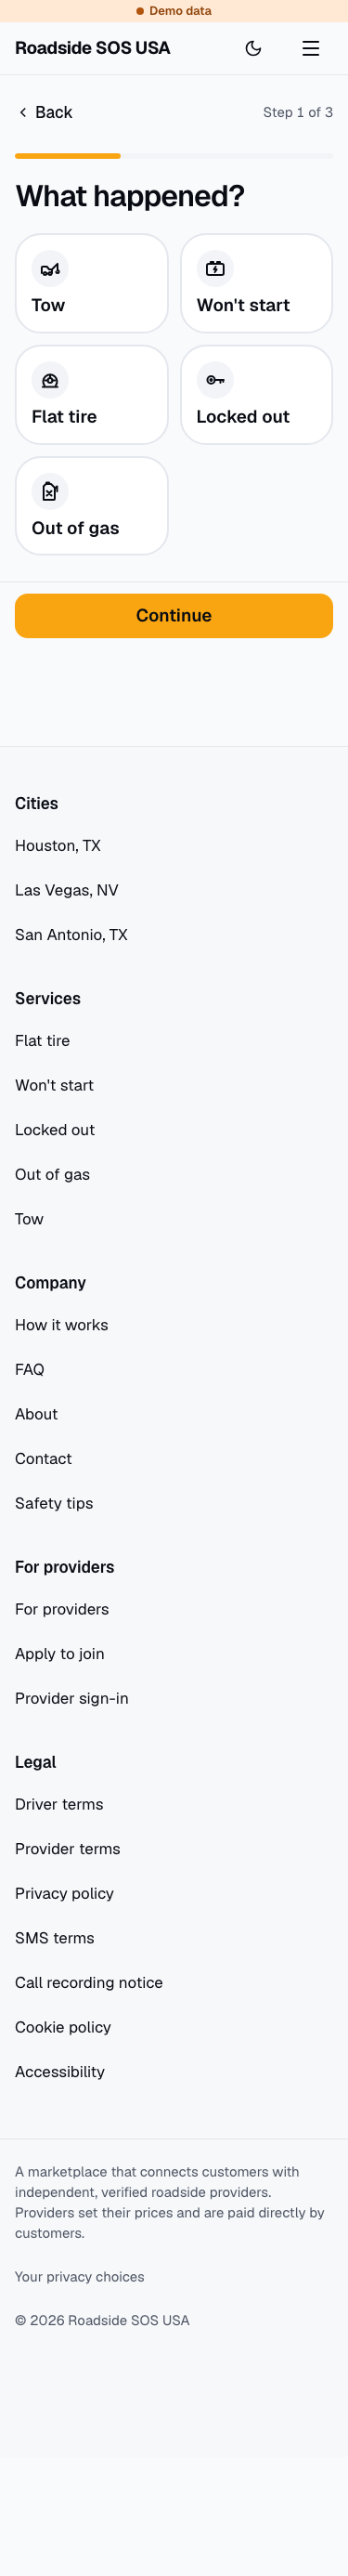 Demo data
Roadside SOS USA
Back
Step 1 of 3
What happened?
Tow
Won't start
Flat tire
Locked out
Out of gas
Continue
Cities
Houston, TX
Las Vegas, NV
San Antonio, TX
Services
Flat tire
Won't start
Locked out
Out of gas
Tow
Company
How it works
FAQ
About
Contact
Safety tips
For providers
For providers
Apply to join
Provider sign-in
Legal
Driver terms
Provider terms
Privacy policy
SMS terms
Call recording notice
Cookie policy
Accessibility
A marketplace that connects customers with
independent, verified roadside providers.
Providers set their prices and are paid directly by
customers.
Your privacy choices
© 2026 Roadside SOS USA